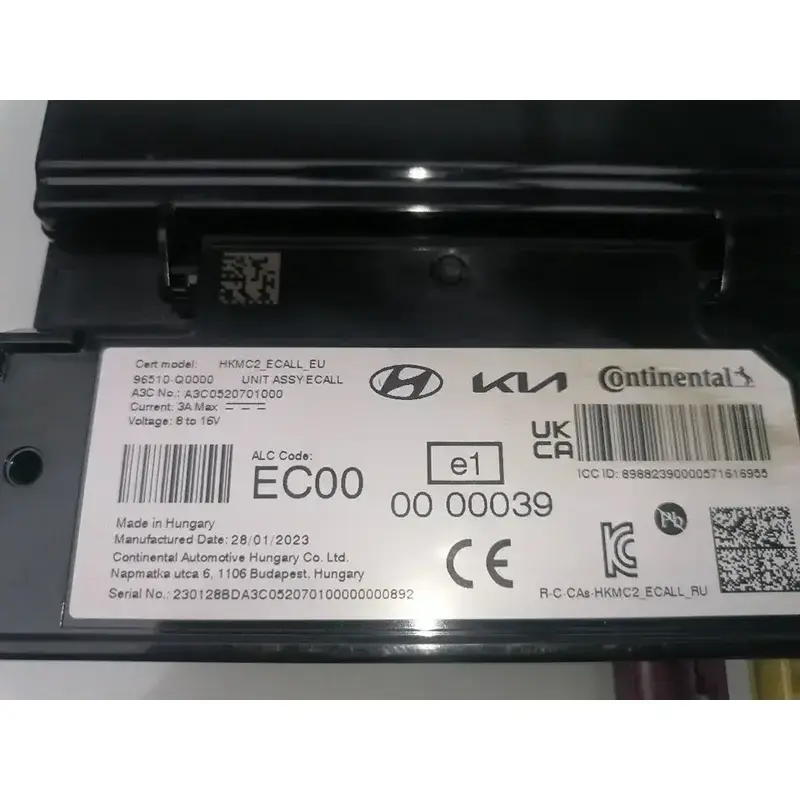 Cert model: HKMC2_ECALL_EU
96510-Q0000 UNIT ASSY ECALL
A3C No.: A3C0520701000
Current: 3A Max
Voltage: 8 to 16V
KIA
Continental
UK
CA
ICC ID: 89882390000571616955
ALC Code:
EC00
e1
00 00039
Made in Hungary
Manufactured Date: 28/01/2023
Continental Automotive Hungary Co. Ltd.
Napmatka utca 6, 1106 Budapest, Hungary
Serial No.: 230128BDA3C0520701000000000892
CE
Pb
R-C-CAs-HKMC2_ECALL_RU